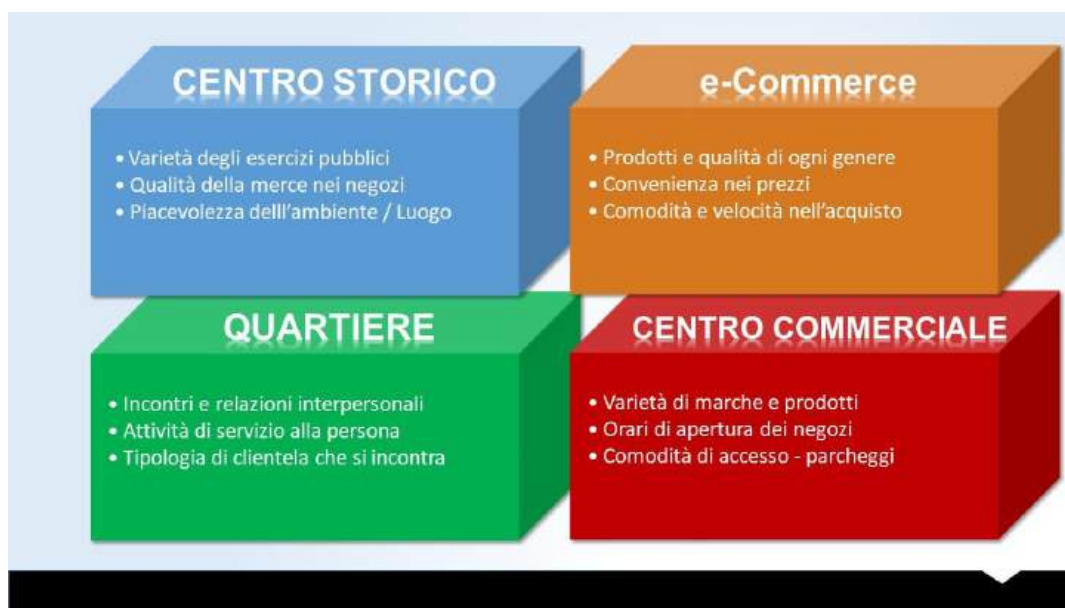 CENTRO STORICO
• Varietà degli esercizi pubblici
• Qualità della merce nei negozi
• Piacevolezza delll'ambiente / Luogo
e-Commerce
• Prodotti e qualità di ogni genere
• Convenienza nei prezzi
• Comodità e velocità nell'acquisto
QUARTIERE
• Incontri e relazioni interpersonali
• Attività di servizio alla persona
• Tipologia di clientela che si incontra
CENTRO COMMERCIALE
• Varietà di marche e prodotti
• Orari di apertura dei negozi
• Comodità di accesso - parcheggi